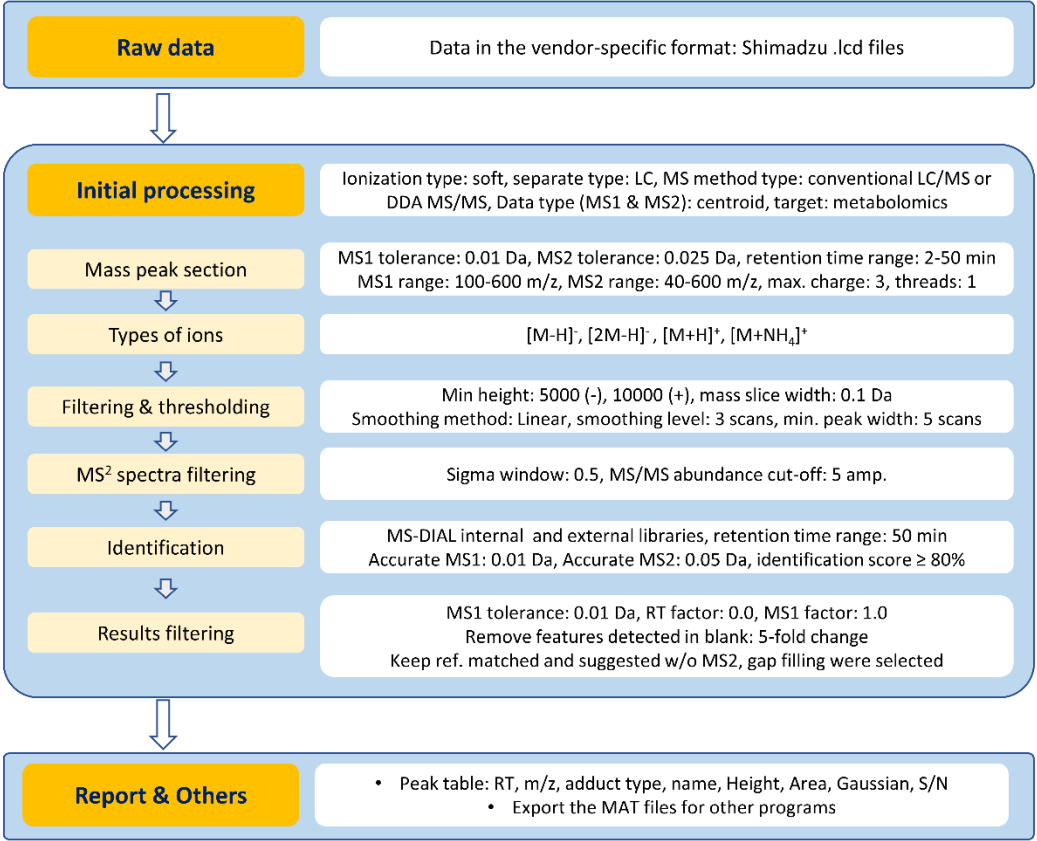 Raw data
Data in the vendor-specific format: Shimadzu .lcd files
Initial processing
Ionization type: soft, separate type: LC, MS method type: conventional LC/MS or
DDA MS/MS, Data type (MS1 & MS2): centroid, target: metabolomics
Mass peak section
MS1 tolerance: 0.01 Da, MS2 tolerance: 0.025 Da, retention time range: 2-50 min
MS1 range: 100-600 m/z, MS2 range: 40-600 m/z, max. charge: 3, threads: 1
Types of ions
[M-H]⁻, [2M-H]⁻, [M+H]⁺, [M+NH₄]⁺
Filtering & thresholding
Min height: 5000 (-), 10000 (+), mass slice width: 0.1 Da
Smoothing method: Linear, smoothing level: 3 scans, min. peak width: 5 scans
MS² spectra filtering
Sigma window: 0.5, MS/MS abundance cut-off: 5 amp.
Identification
MS-DIAL internal and external libraries, retention time range: 50 min
Accurate MS1: 0.01 Da, Accurate MS2: 0.05 Da, identification score ≥ 80%
Results filtering
MS1 tolerance: 0.01 Da, RT factor: 0.0, MS1 factor: 1.0
Remove features detected in blank: 5-fold change
Keep ref. matched and suggested w/o MS2, gap filling were selected
Report & Others
• Peak table: RT, m/z, adduct type, name, Height, Area, Gaussian, S/N
• Export the MAT files for other programs